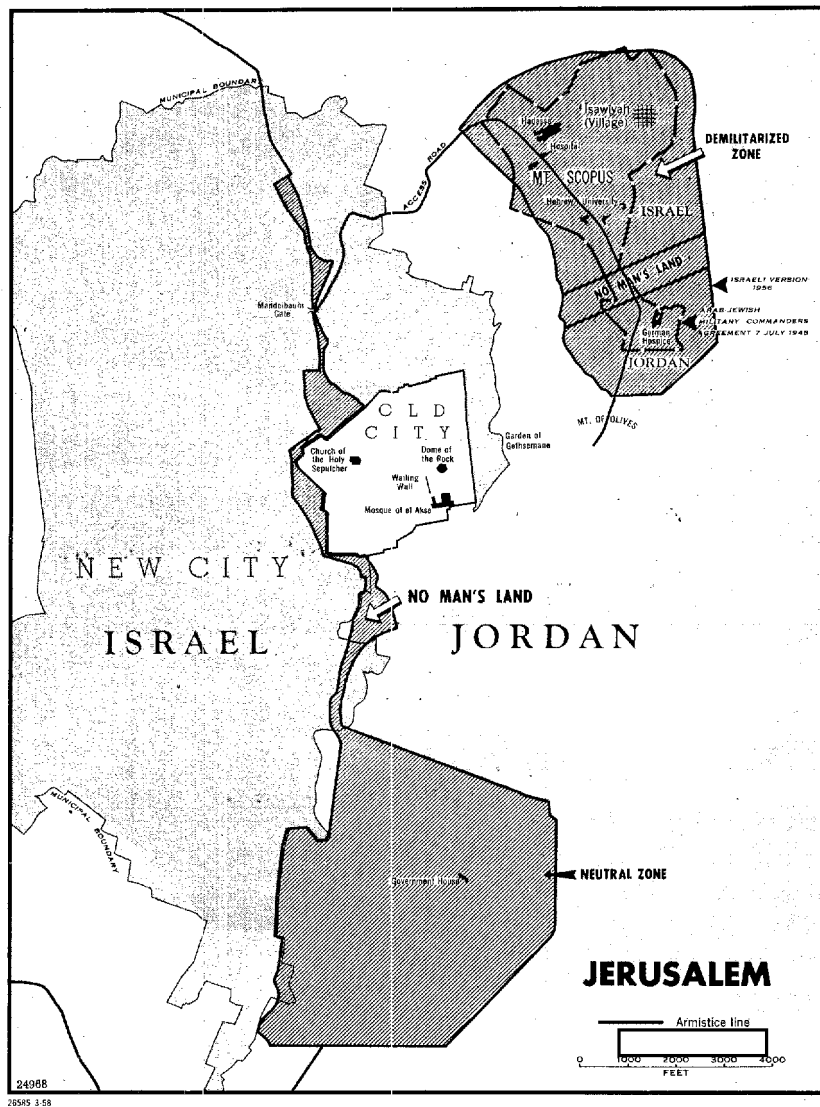 MUNICIPAL BOUNDARY
ACCESS ROAD
Isawiyah
(Village)
DEMILITARIZED
ZONE
Hospital
MT. SCOPUS
Hebrew University
ISRAEL
NO MAN'S LAND
ISRAELI VERSION
1956
ARAB-JEWISH
MILITARY COMMANDERS
AGREEMENT 7 JULY 1948
German
Hospice
JORDAN
MT. OF OLIVES
Mandelbaum
Gate
OLD
CITY
Garden of
Gethsemane
Church of
the Holy
Sepulcher
Dome of
the Rock
Wailing
Wall
Mosque of el Aksa
NEW CITY
NO MAN'S LAND
ISRAEL
JORDAN
MUNICIPAL BOUNDARY
Government House
NEUTRAL ZONE
JERUSALEM
Armistice line
0 1000 2000 3000 4000
FEET
24968
26585 3-58